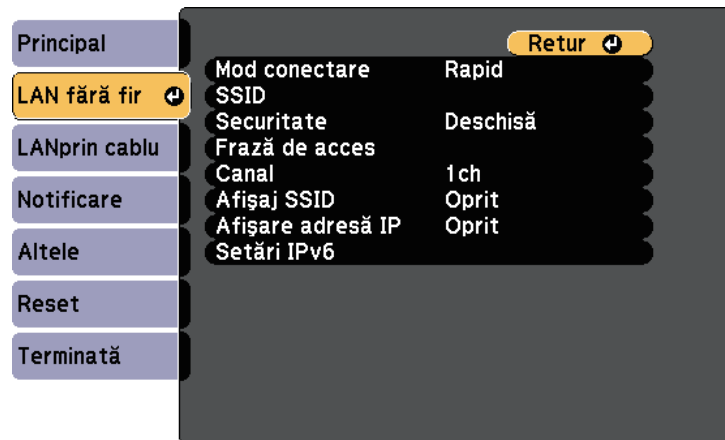 Principal
LAN fără fir
LANprin cablu
Notificare
Altele
Reset
Terminată
Retur
Mod conectare Rapid
SSID
Securitate Deschisă
Frază de acces
Canal 1ch
Afişaj SSID Oprit
Afişare adresă IP Oprit
Setări IPv6